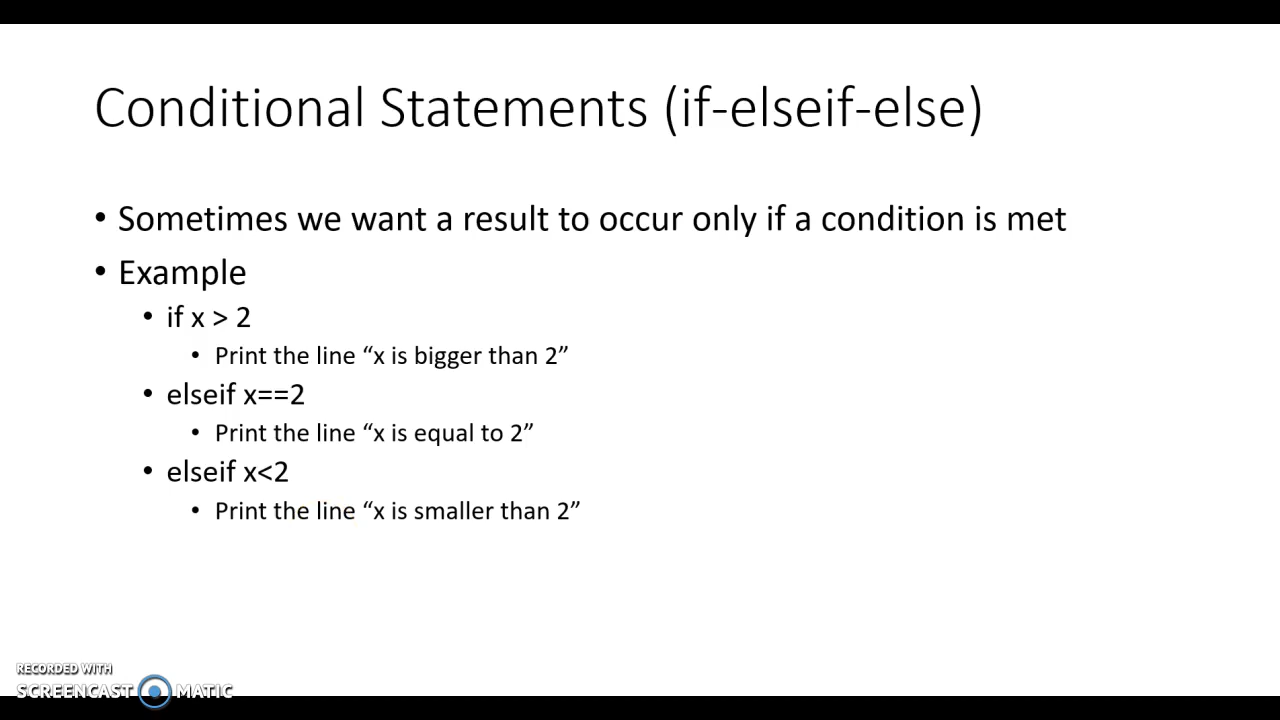 Conditional Statements (if-elseif-else)
• Sometimes we want a result to occur only if a condition is met
• Example
• if x > 2
• Print the line “x is bigger than 2”
• elseif x==2
• Print the line “x is equal to 2”
• elseif x<2
• Print the line “x is smaller than 2”
RECORDED WITH
SCREENCAST MATIC